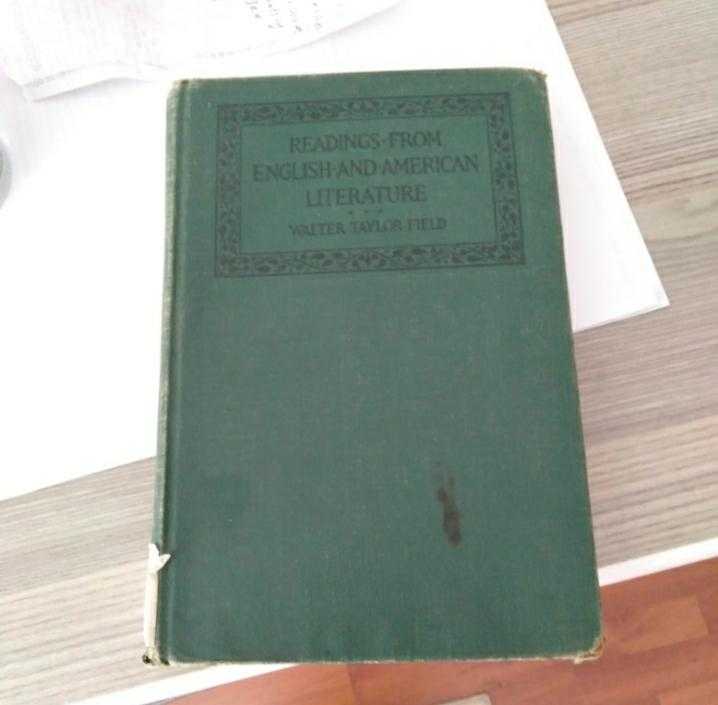 READINGS·FROM
ENGLISH·AND·AMERICAN
LITERATURE
WALTER TAYLOR FIELD